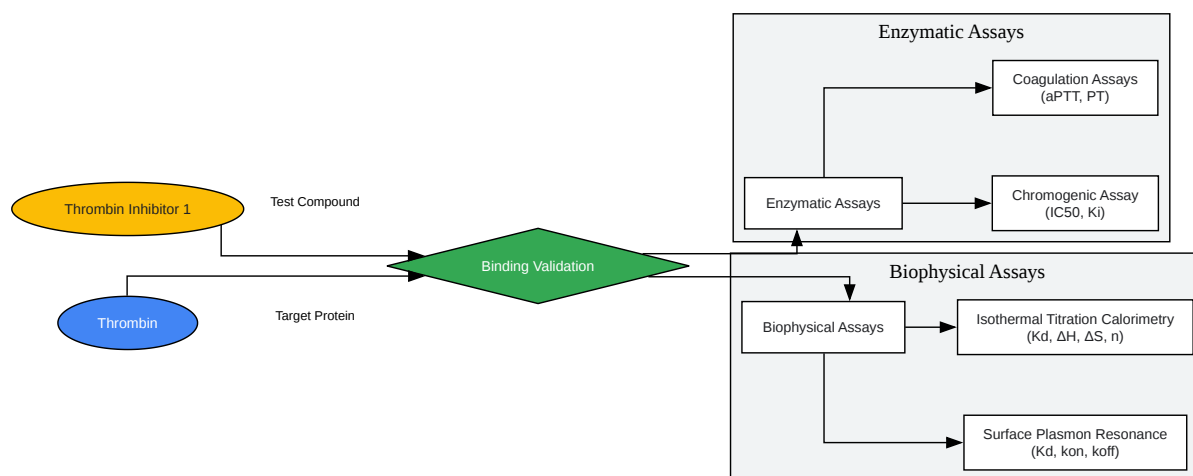 Enzymatic Assays
Coagulation Assays
(aPTT, PT)
Thrombin Inhibitor 1
Test Compound
Enzymatic Assays
Chromogenic Assay
(IC50, Ki)
Binding Validation
Biophysical Assays
Thrombin
Target Protein
Biophysical Assays
Isothermal Titration Calorimetry
(Kd, ΔH, ΔS, n)
Surface Plasmon Resonance
(Kd, kon, koff)